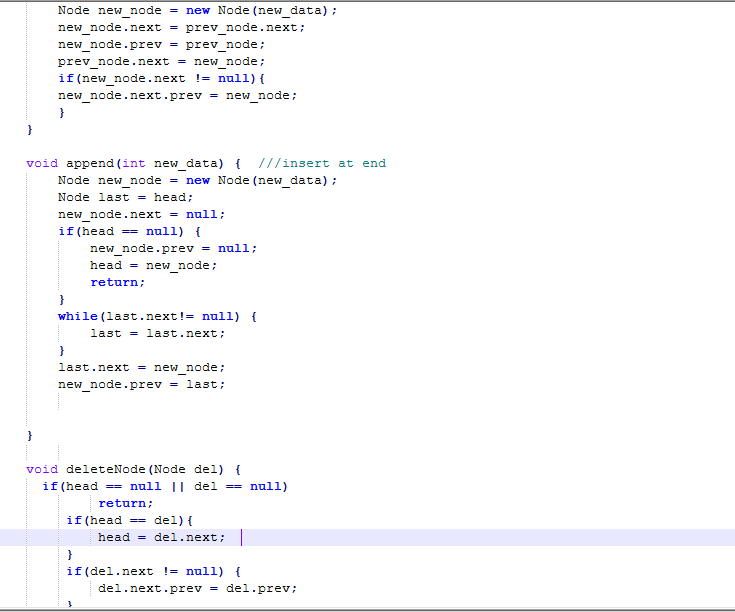 Node new_node = new Node(new_data);
new_node.next = prev_node.next;
new_node.prev = prev_node;
prev_node.next = new_node;
if(new_node.next != null){
new_node.next.prev = new_node;
}
}
void append(int new_data) {  ///insert at end
Node new_node = new Node(new_data);
Node last = head;
new_node.next = null;
if(head == null) {
new_node.prev = null;
head = new_node;
return;
}
while(last.next!= null) {
last = last.next;
}
last.next = new_node;
new_node.prev = last;
}
void deleteNode(Node del) {
if(head == null || del == null)
return;
if(head == del){
head = del.next;
}
if(del.next != null) {
del.next.prev = del.prev;
}